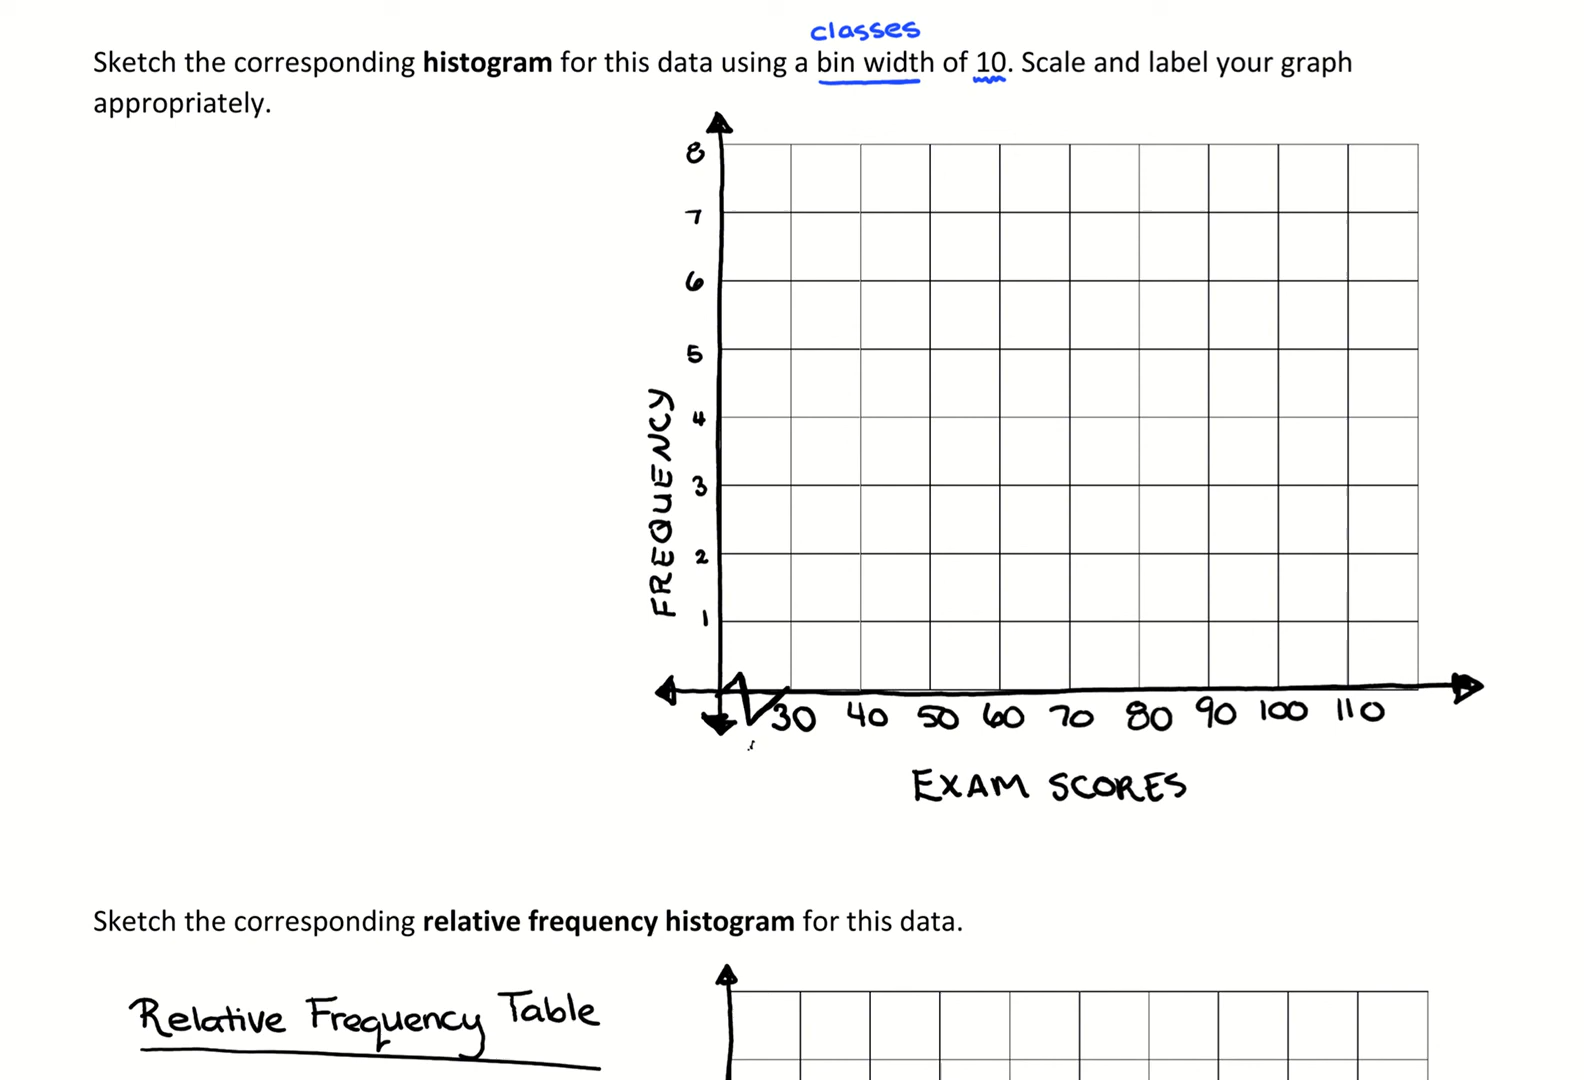 classes
Sketch the corresponding histogram for this data using a bin width of 10. Scale and label your graph
appropriately.
8
7
6
5
4
3
2
1
FREQUENCY
30 40 50 60 70 80 90 100 110
EXAM SCORES
Sketch the corresponding relative frequency histogram for this data.
Relative Frequency Table